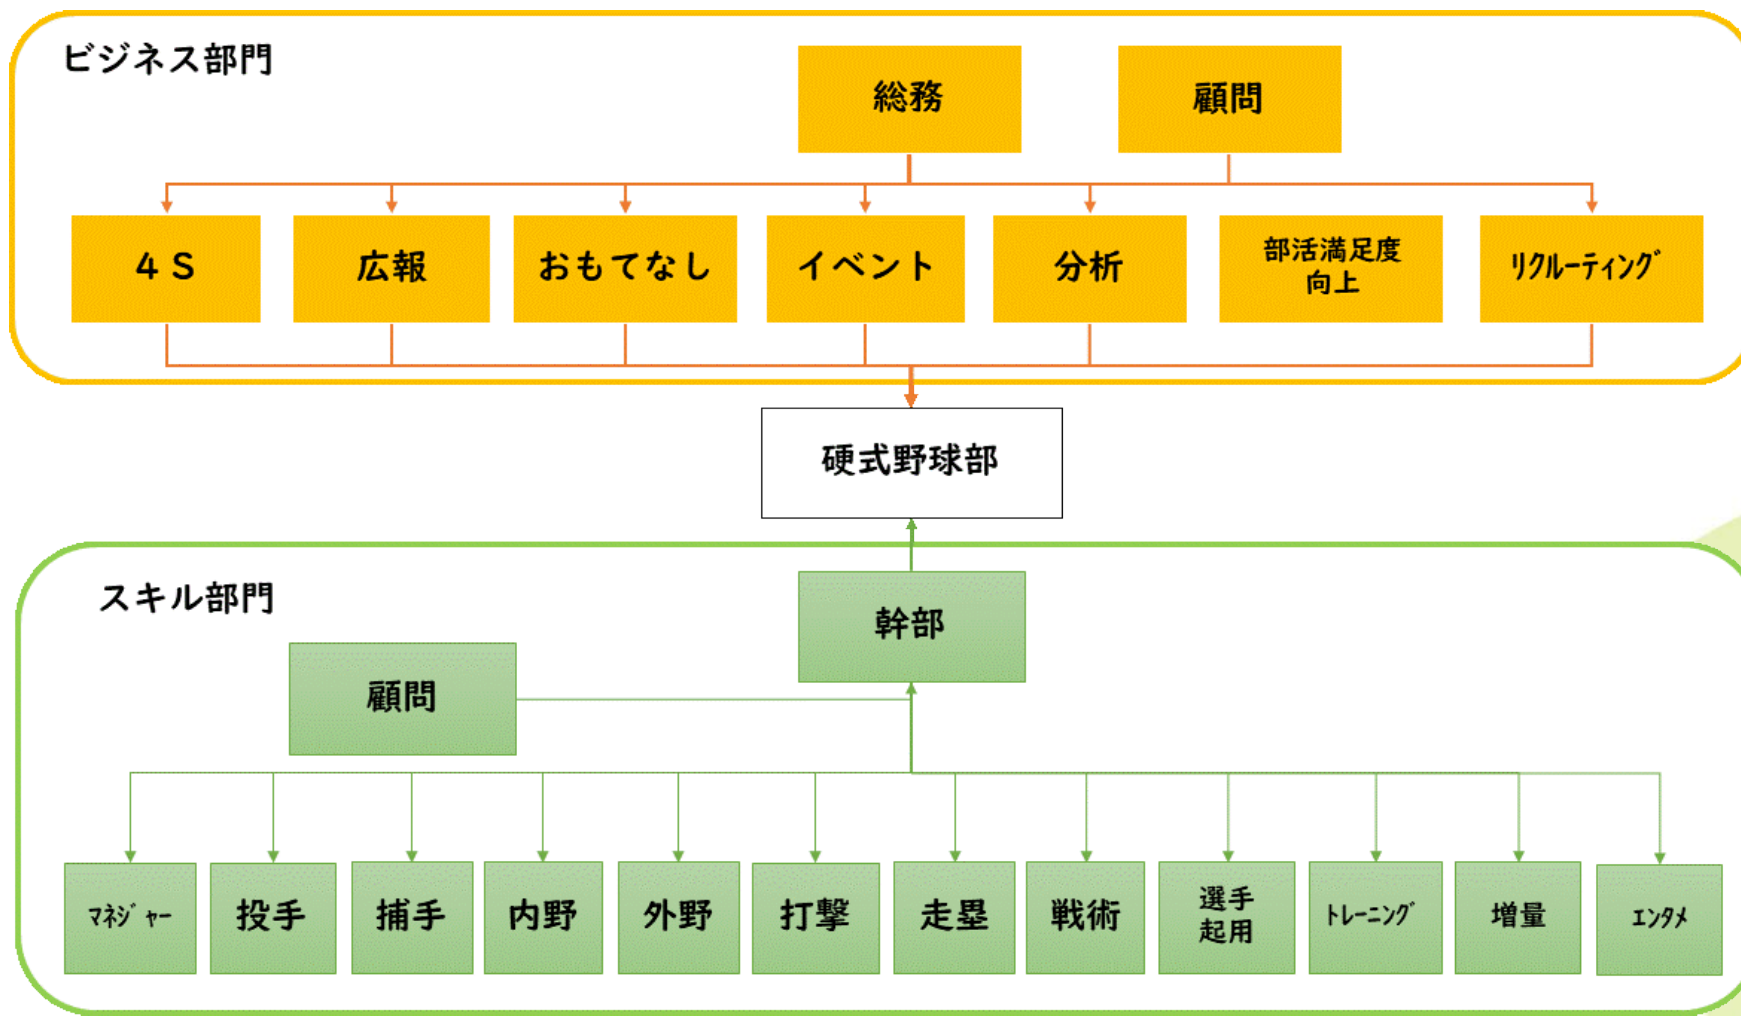 ビジネス部門
総務
顧問
４Ｓ
広報
おもてなし
イベント
分析
部活満足度
向上
ﾘｸﾙｰﾃｨﾝｸﾞ
硬式野球部
スキル部門
幹部
顧問
ﾏﾈｼﾞｬｰ
投手
捕手
内野
外野
打撃
走塁
戦術
選手
起用
ﾄﾚｰﾆﾝｸﾞ
増量
ｴﾝﾀﾒ